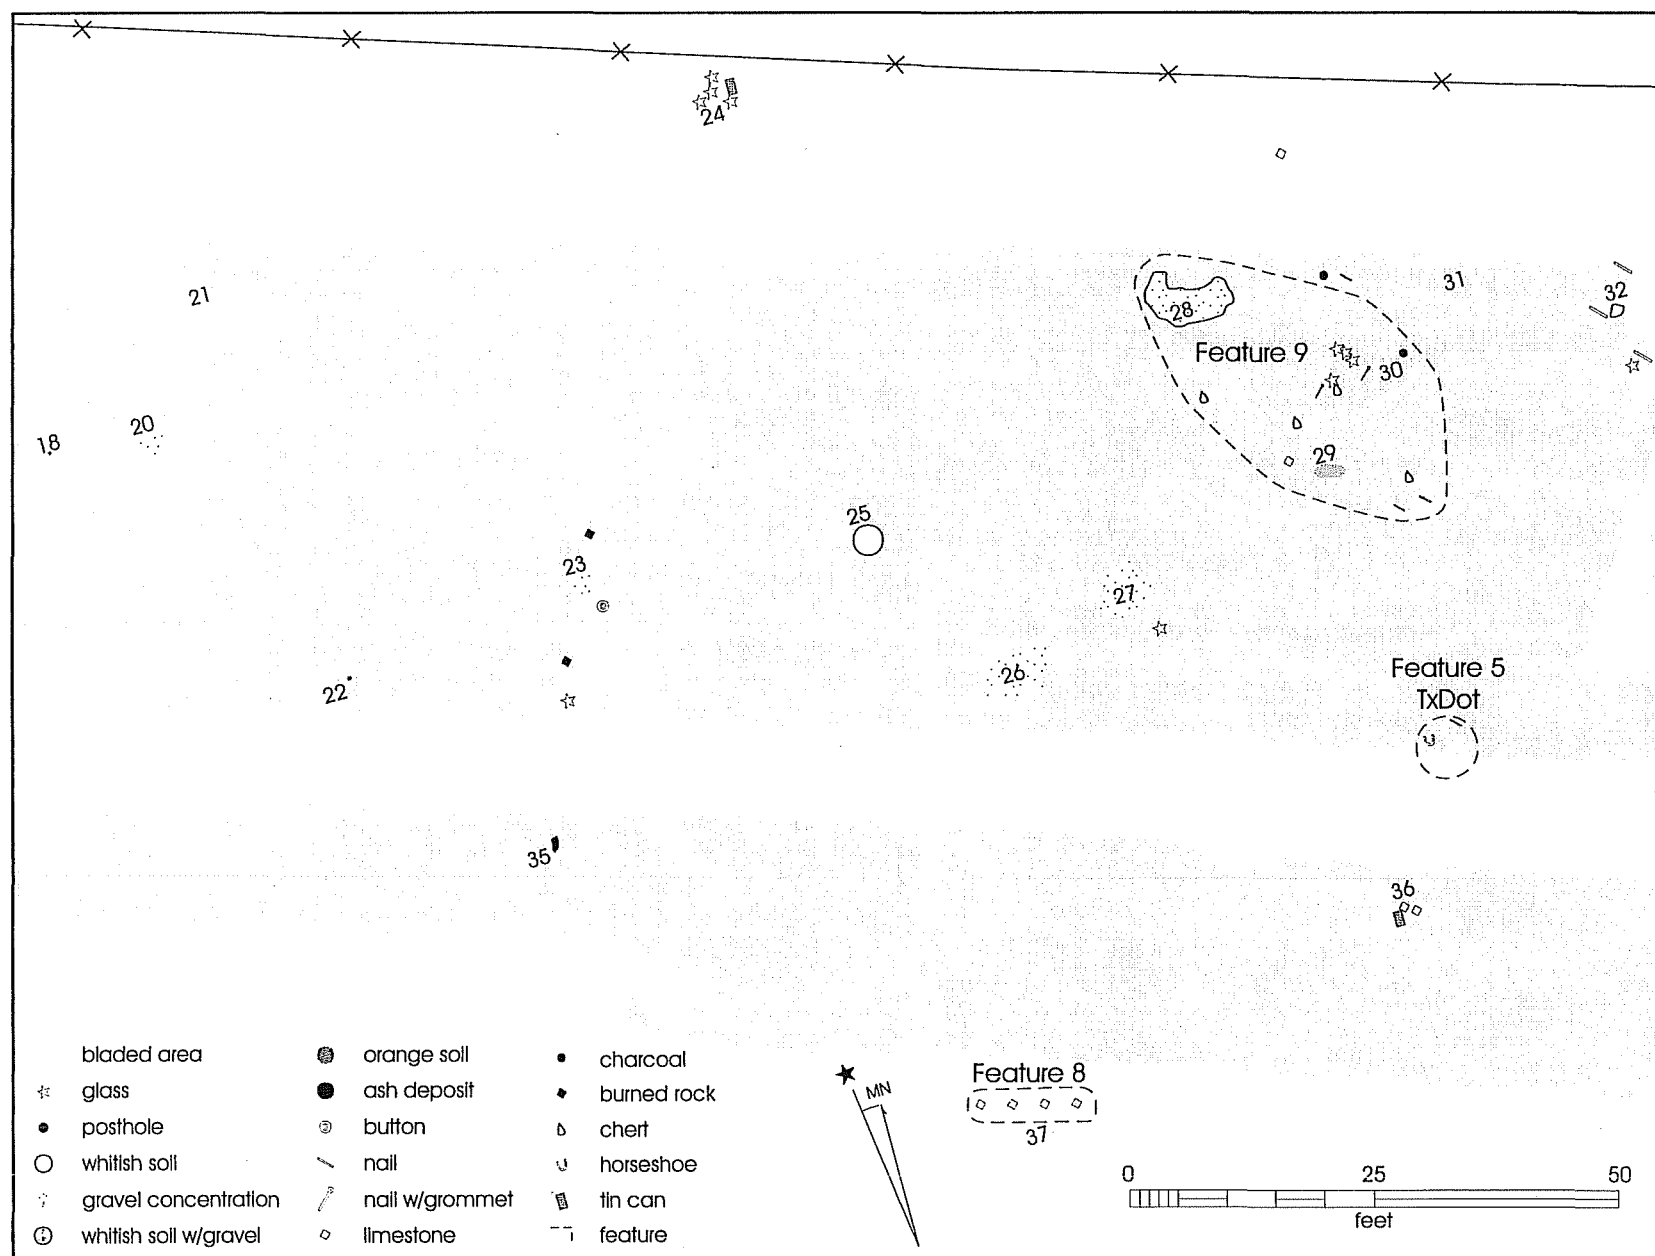 24
21
31
32
28
Feature 9
30
20
18
29
25
23
27
26
Feature 5
TxDot
22
35
36
bladed area
glass
posthole
whitish soil
gravel concentration
whitish soil w/gravel
orange soil
ash deposit
button
nail
nail w/grommet
limestone
charcoal
burned rock
chert
horseshoe
tin can
feature
MN
Feature 8
37
0 25 50
feet